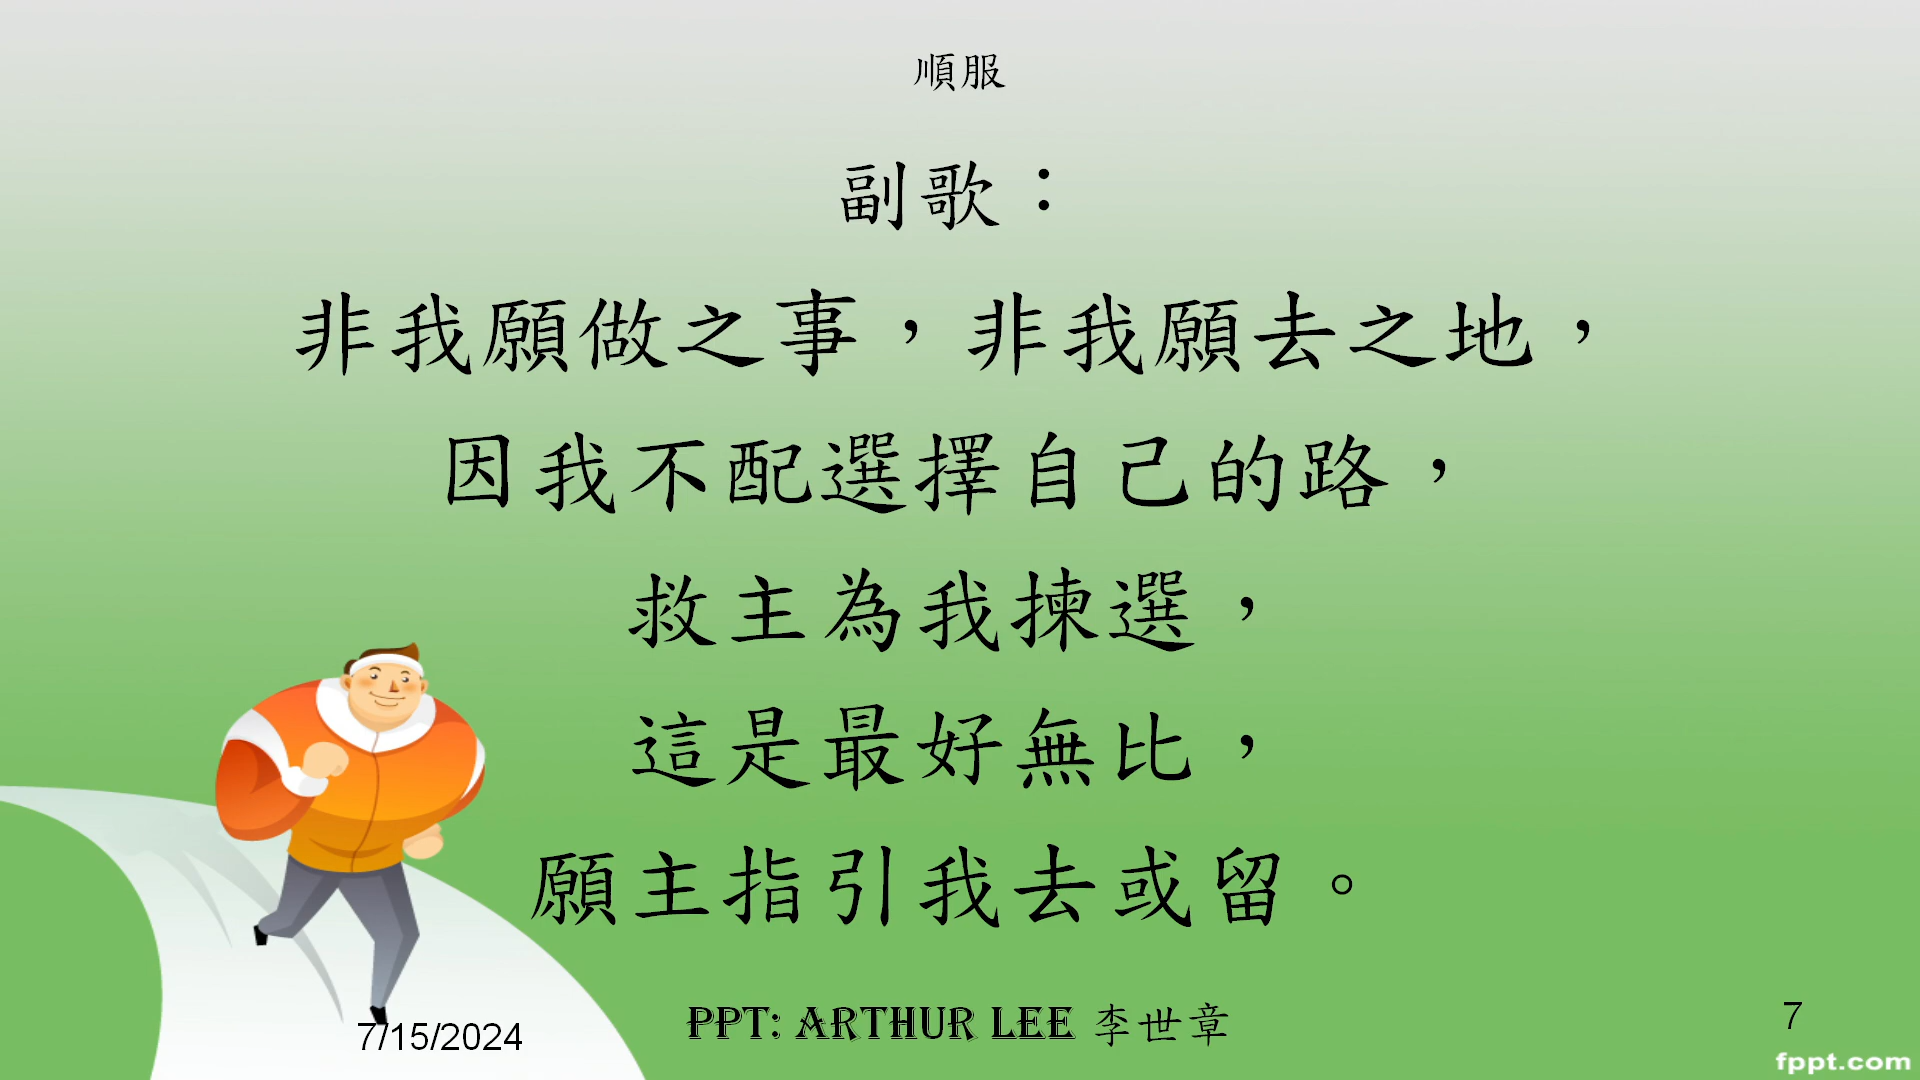 順服
副歌：
非我願做之事，非我願去之地，
因我不配選擇自己的路，
救主為我揀選，
這是最好無比，
願主指引我去或留。
7/15/2024
PPT: ARTHUR LEE 李世章
7
fppt.com